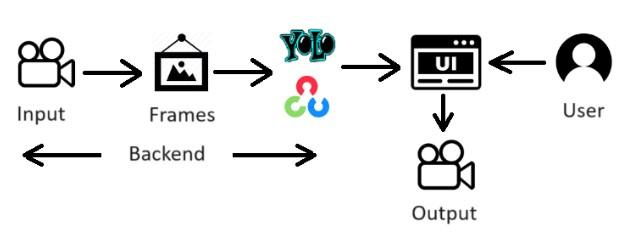 YOLO
UI
Input
Frames
User
Backend
Output